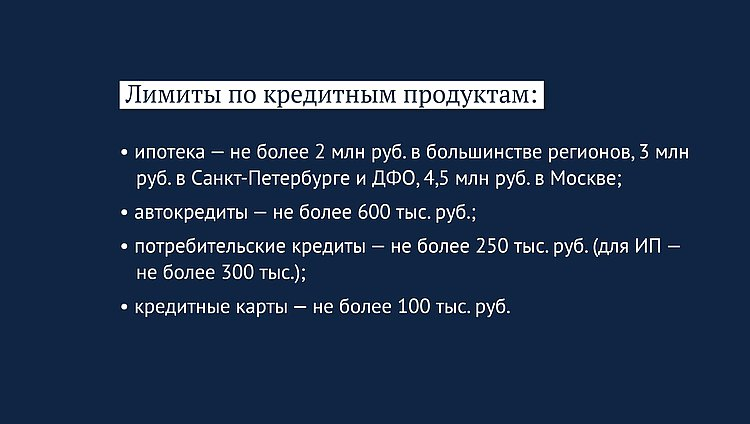 Лимиты по кредитным продуктам:
• ипотека — не более 2 млн руб. в большинстве регионов, 3 млн
руб. в Санкт-Петербурге и ДФО, 4,5 млн руб. в Москве;
• автокредиты — не более 600 тыс. руб.;
• потребительские кредиты — не более 250 тыс. руб. (для ИП —
не более 300 тыс.);
• кредитные карты — не более 100 тыс. руб.